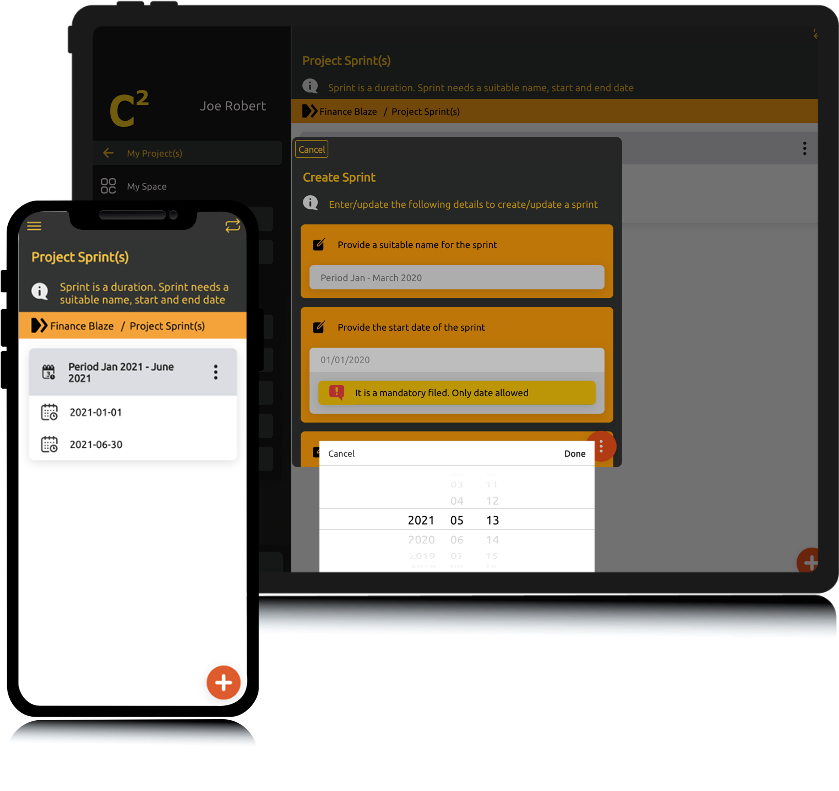 C2
Joe Robert
My Project(s)
My Space
Project Sprint(s)
Sprint is a duration. Sprint needs a suitable name, start and end date
Finance Blaze / Project Sprint(s)
Cancel
Create Sprint
Enter/update the following details to create/update a sprint
Provide a suitable name for the sprint
Period Jan - March 2020
Provide the start date of the sprint
01/01/2020
It is a mandatory filed. Only date allowed
Cancel Done
03 11
04 12
2021 05 13
2020 06 14
2019 07 15
Project Sprint(s)
Sprint is a duration. Sprint needs a
suitable name, start and end date
Finance Blaze / Project Sprint(s)
Period Jan 2021 - June
2021
2021-01-01
2021-06-30